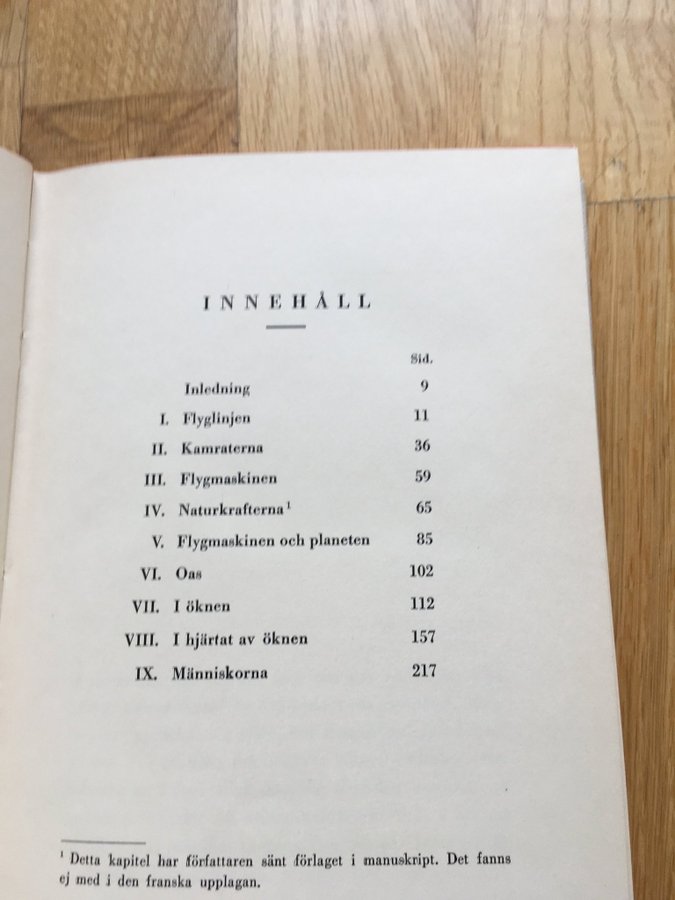 INNEHÅLL
Sid.
Inledning 9
I. Flyglinjen 11
II. Kamraterna 36
III. Flygmaskinen 59
IV. Naturkrafterna¹ 65
V. Flygmaskinen och planeten 85
VI. Oas 102
VII. I öknen 112
VIII. I hjärtat av öknen 157
IX. Människorna 217
¹ Detta kapitel har författaren sänt förlaget i manuskript. Det fanns
ej med i den franska upplagan.